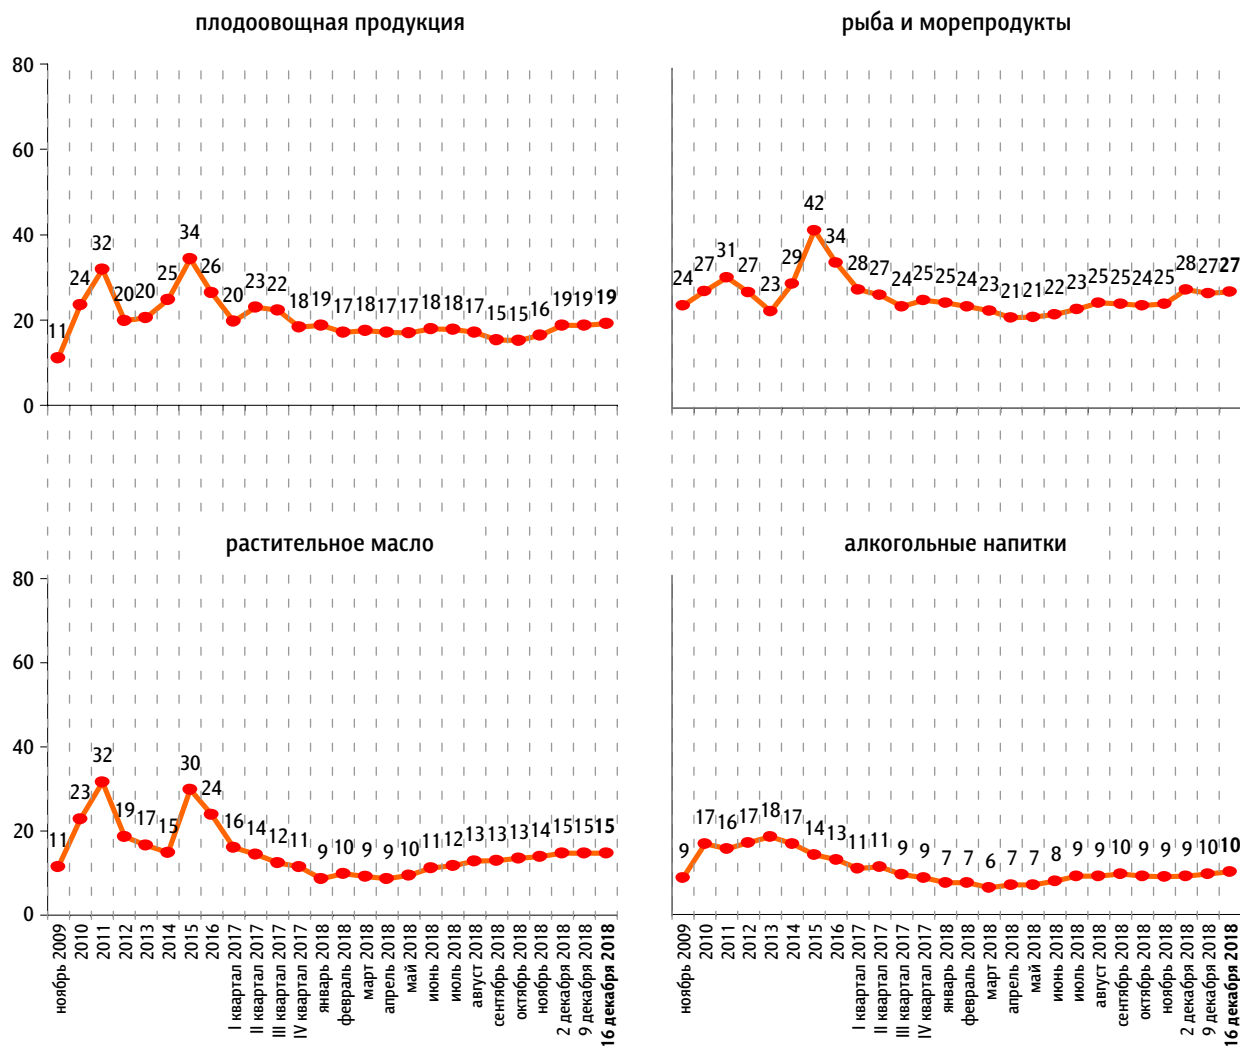 плодоовощная продукция
80
60
40
20
0
11 24 32 20 20 25 34 26 20 23 22 18 19 17 18 17 17 18 18 17 15 15 16 19 19 19
рыба и морепродукты
24 27 31 27 23 29 42 34 28 27 24 25 25 24 23 21 21 22 23 25 25 24 25 28 27 27
растительное масло
80
60
40
20
0
11 23 32 19 17 15 30 24 16 14 12 11 9 10 9 9 10 11 12 13 13 13 14 15 15 15
ноябрь 2009
2010
2011
2012
2013
2014
2015
2016
I квартал 2017
II квартал 2017
III квартал 2017
IV квартал 2017
январь 2018
февраль 2018
март 2018
апрель 2018
май 2018
июнь 2018
июль 2018
август 2018
сентябрь 2018
октябрь 2018
ноябрь 2018
2 декабря 2018
9 декабря 2018
16 декабря 2018
алкогольные напитки
9 17 16 17 18 17 14 13 11 11 9 9 7 7 6 7 7 8 9 9 10 9 9 9 10 10
ноябрь 2009
2010
2011
2012
2013
2014
2015
2016
I квартал 2017
II квартал 2017
III квартал 2017
IV квартал 2017
январь 2018
февраль 2018
март 2018
апрель 2018
май 2018
июнь 2018
июль 2018
август 2018
сентябрь 2018
октябрь 2018
ноябрь 2018
2 декабря 2018
9 декабря 2018
16 декабря 2018